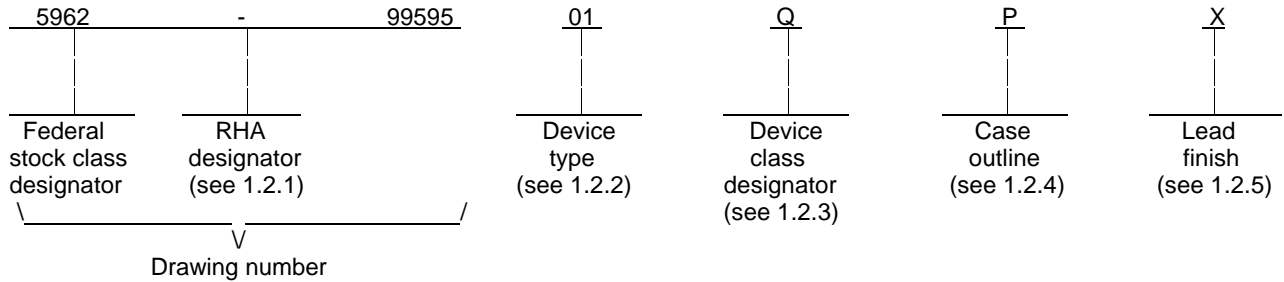 5962 - 99595 01 Q P X
Federal RHA Device Device Case Lead
stock class designator type class outline finish
designator (see 1.2.1) (see 1.2.2) designator (see 1.2.4) (see 1.2.5)
(see 1.2.3)
Drawing number